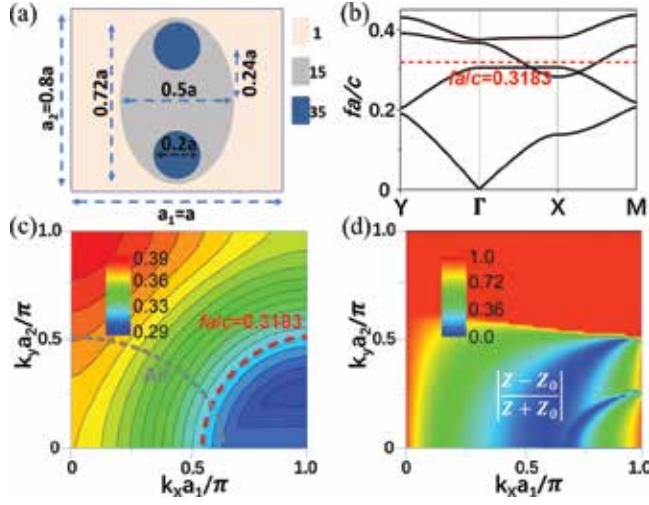 (a)
a₂=0.8a
0.72a
0.5a
0.24a
0.2a
a₁=a
1
15
35
(b)
fa/c
0.4
0.2
0
fa/c=0.3183
Y Γ X M
(c)
kya₂/π
1.0
0.5
0
0.39
0.36
0.33
0.29
fa/c=0.3183
0 0.5 1.0
kxa₁/π
(d)
kya₂/π
1.0
0.5
0
1.0
0.72
0.36
0.0
|Z − Z₀|
|Z + Z₀|
0 0.5 1.0
kxa₁/π